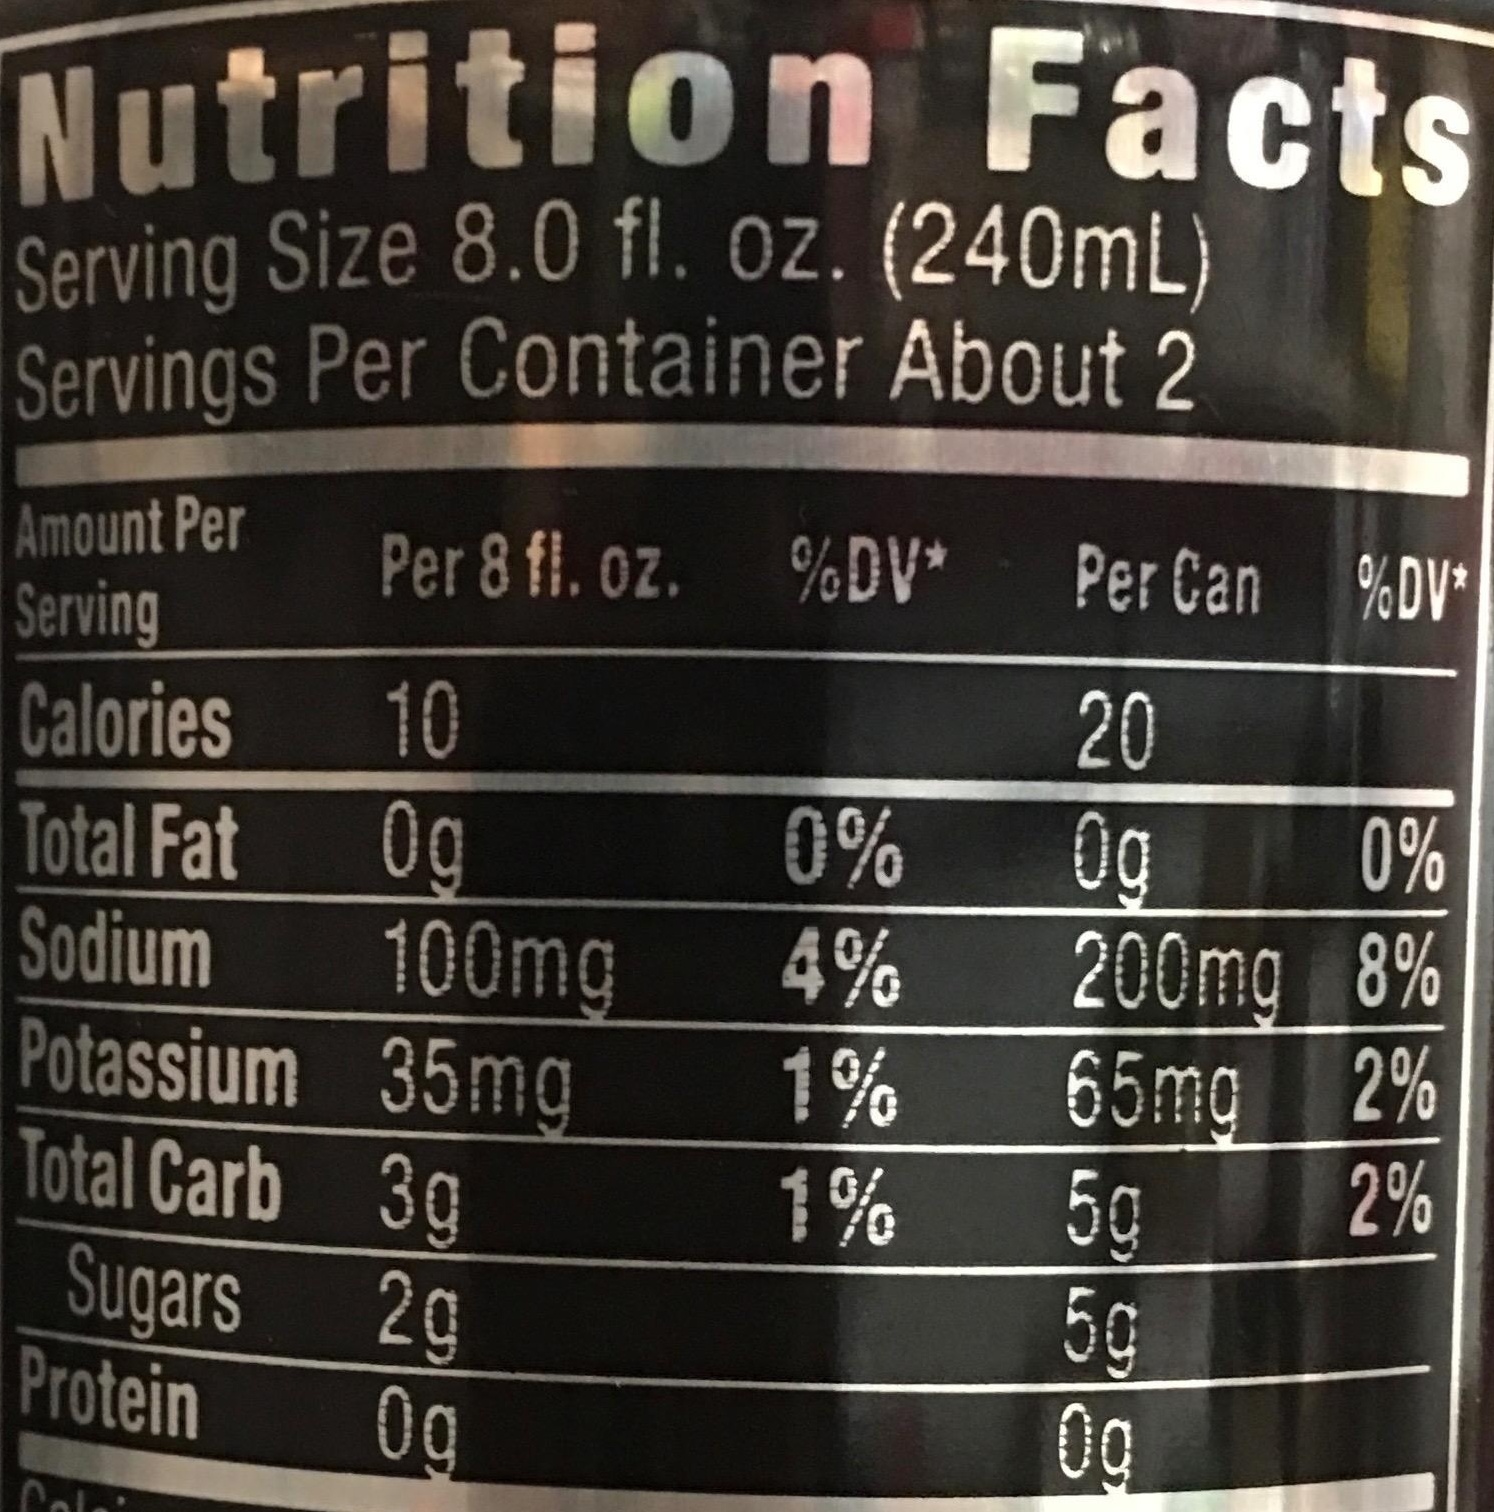 Nutrition Facts
Serving Size 8.0 fl. oz. (240mL)
Servings Per Container About 2
Amount Per
Serving
Per 8 fl. oz. %DV* Per Can %DV*
Calories 10 20
Total Fat 0g 0% 0g 0%
Sodium 100mg 4% 200mg 8%
Potassium 35mg 1% 65mg 2%
Total Carb 3g 1% 5g 2%
Sugars 2g 5g
Protein 0g 0g